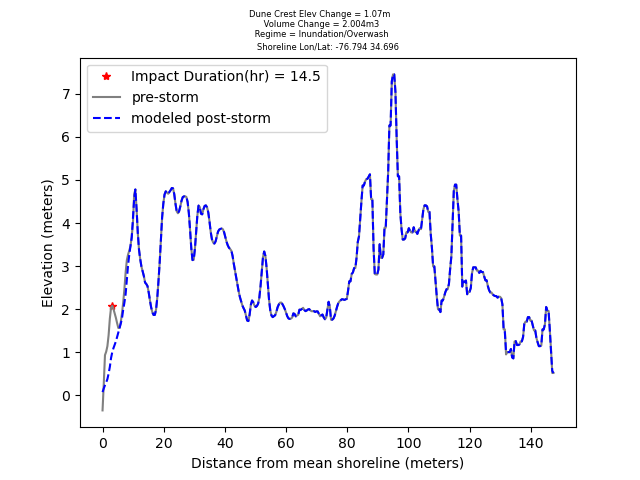 Dune Crest Elev Change = 1.07m
Volume Change = 2.004m3
Regime = Inundation/Overwash
Shoreline Lon/Lat: -76.794 34.696
Impact Duration(hr) = 14.5
pre-storm
modeled post-storm
Elevation (meters)
7
6
5
4
3
2
1
0
0 20 40 60 80 100 120 140
Distance from mean shoreline (meters)